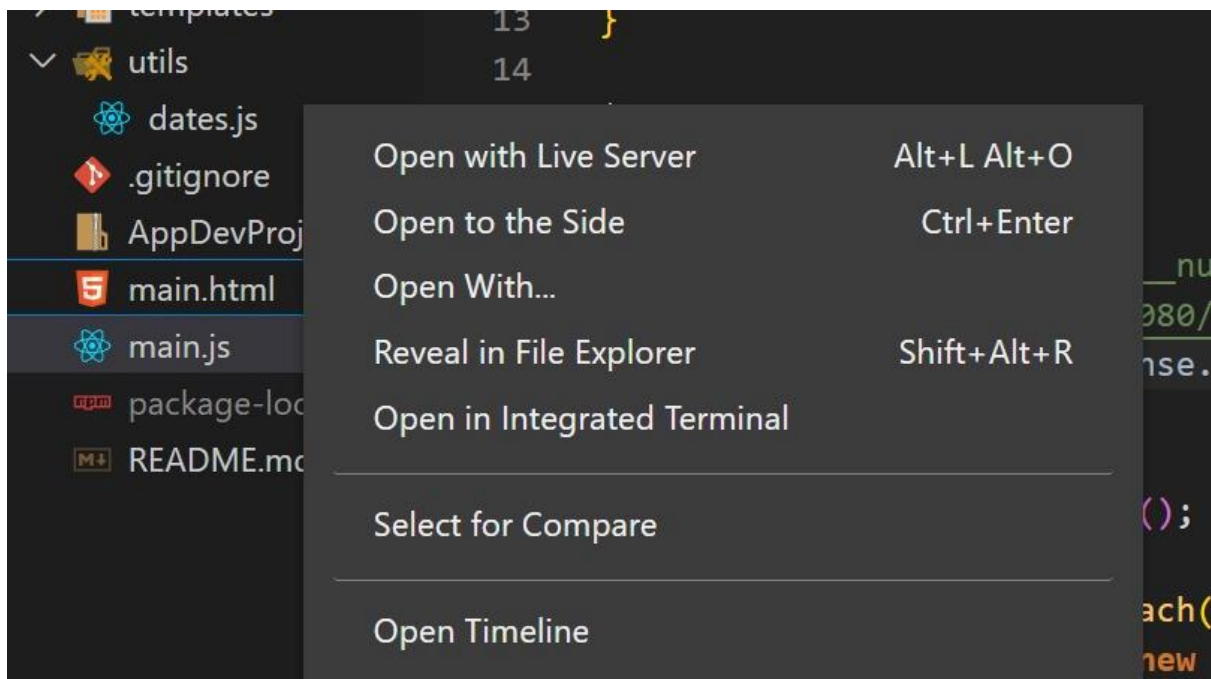 templates
utils
dates.js
.gitignore
AppDevProj
main.html
main.js
package-loc
README.md
13 }
14
Open with Live Server Alt+L Alt+O
Open to the Side Ctrl+Enter
Open With...
Reveal in File Explorer Shift+Alt+R
Open in Integrated Terminal
Select for Compare
Open Timeline
__nu
080/
nse.
();
ach(
new